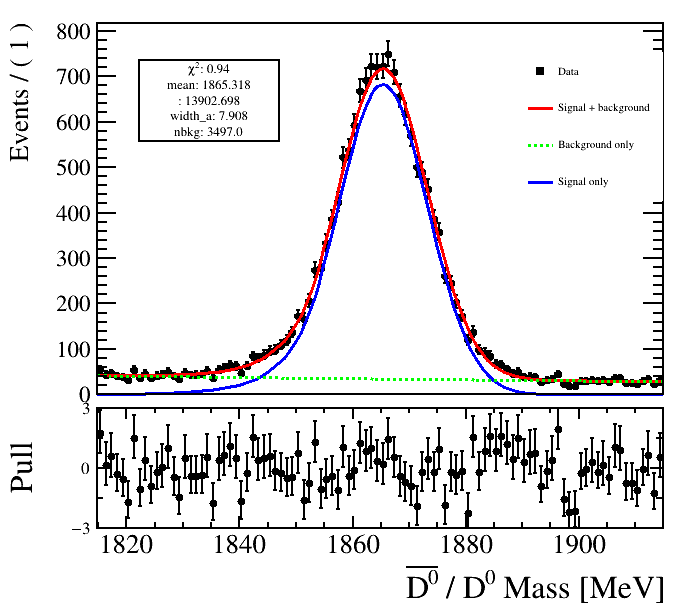 Events / ( 1 )
800
700
600
500
400
300
200
100
0
χ²: 0.94
mean: 1865.318
: 13902.698
width_a: 7.908
nbkg: 3497.0
Data
Signal + background
Background only
Signal only
Pull
3
0
−3
1820 1840 1860 1880 1900
D⁰ / D⁰ Mass [MeV]